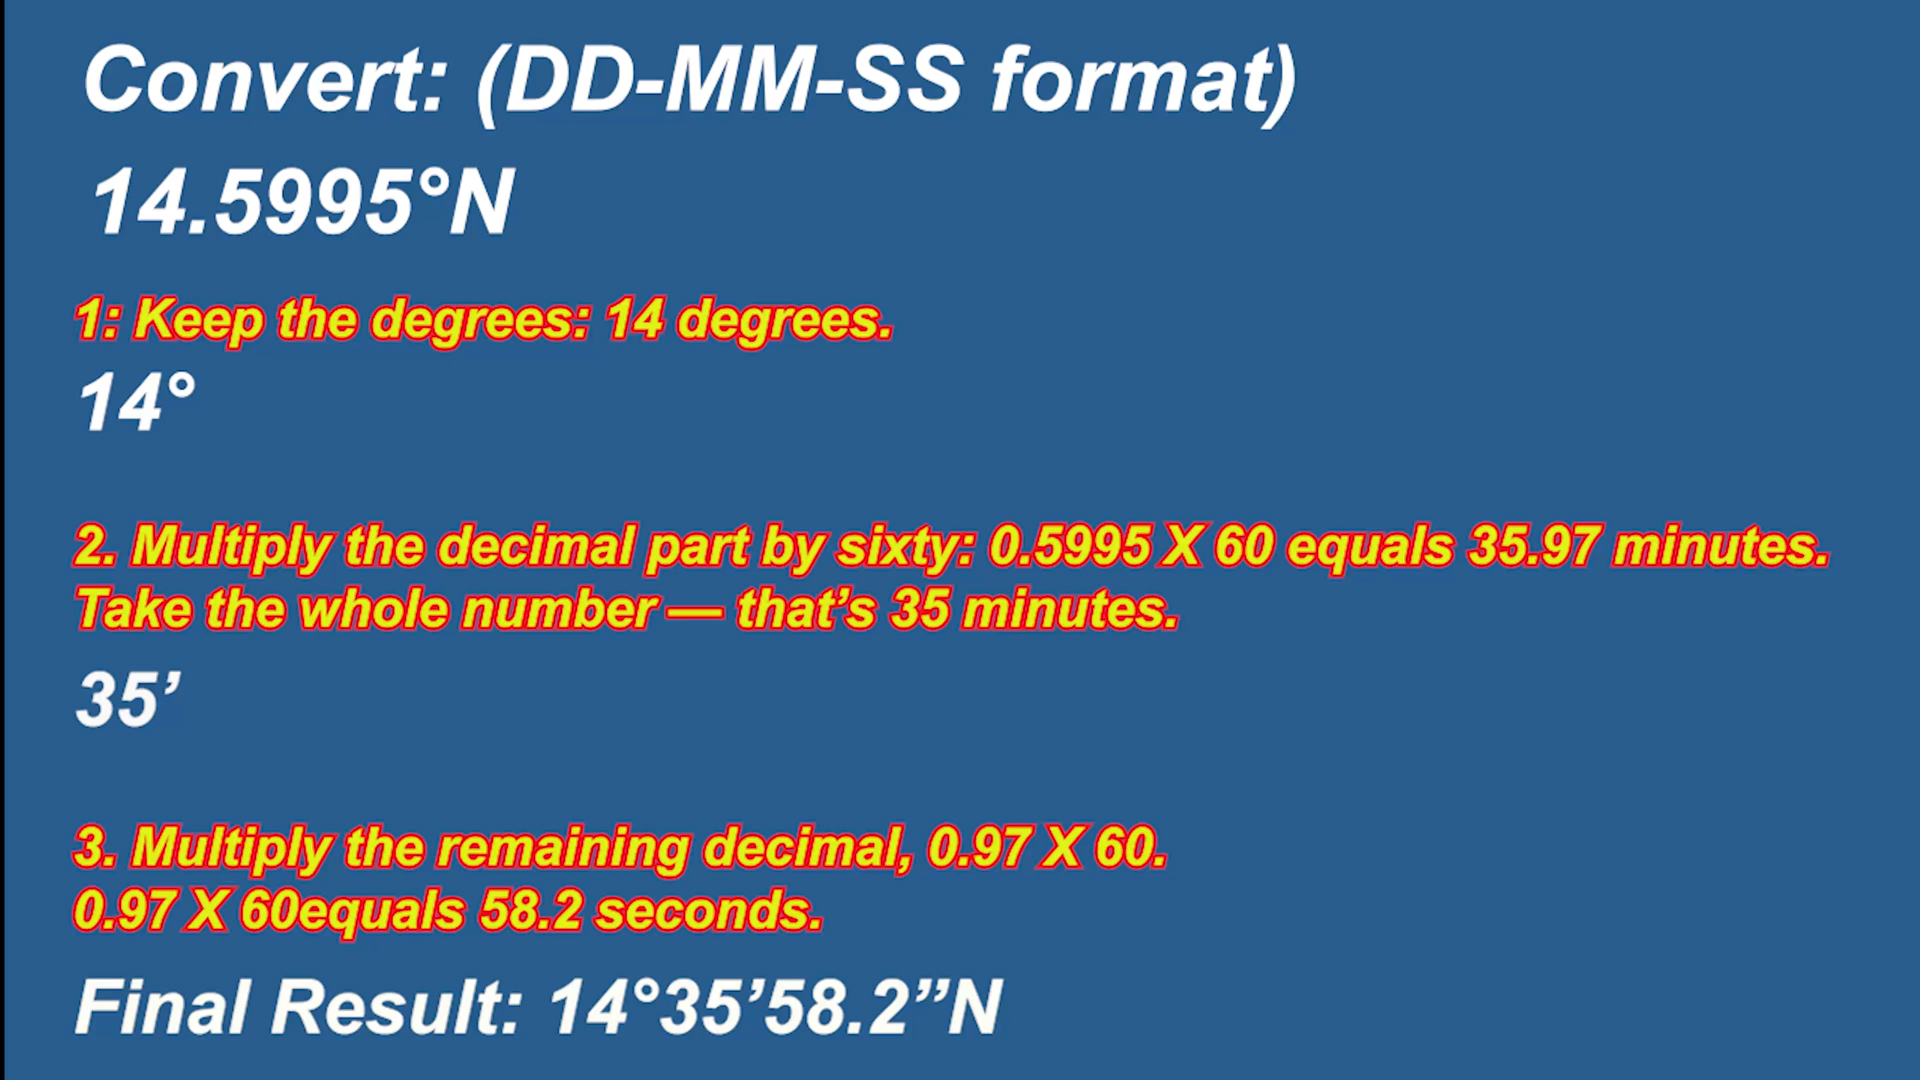 Convert: (DD-MM-SS format)
14.5995°N
1: Keep the degrees: 14 degrees.
14°
2. Multiply the decimal part by sixty: 0.5995 X 60 equals 35.97 minutes.
Take the whole number — that’s 35 minutes.
35’
3. Multiply the remaining decimal, 0.97 X 60.
0.97 X 60equals 58.2 seconds.
Final Result: 14°35’58.2”N